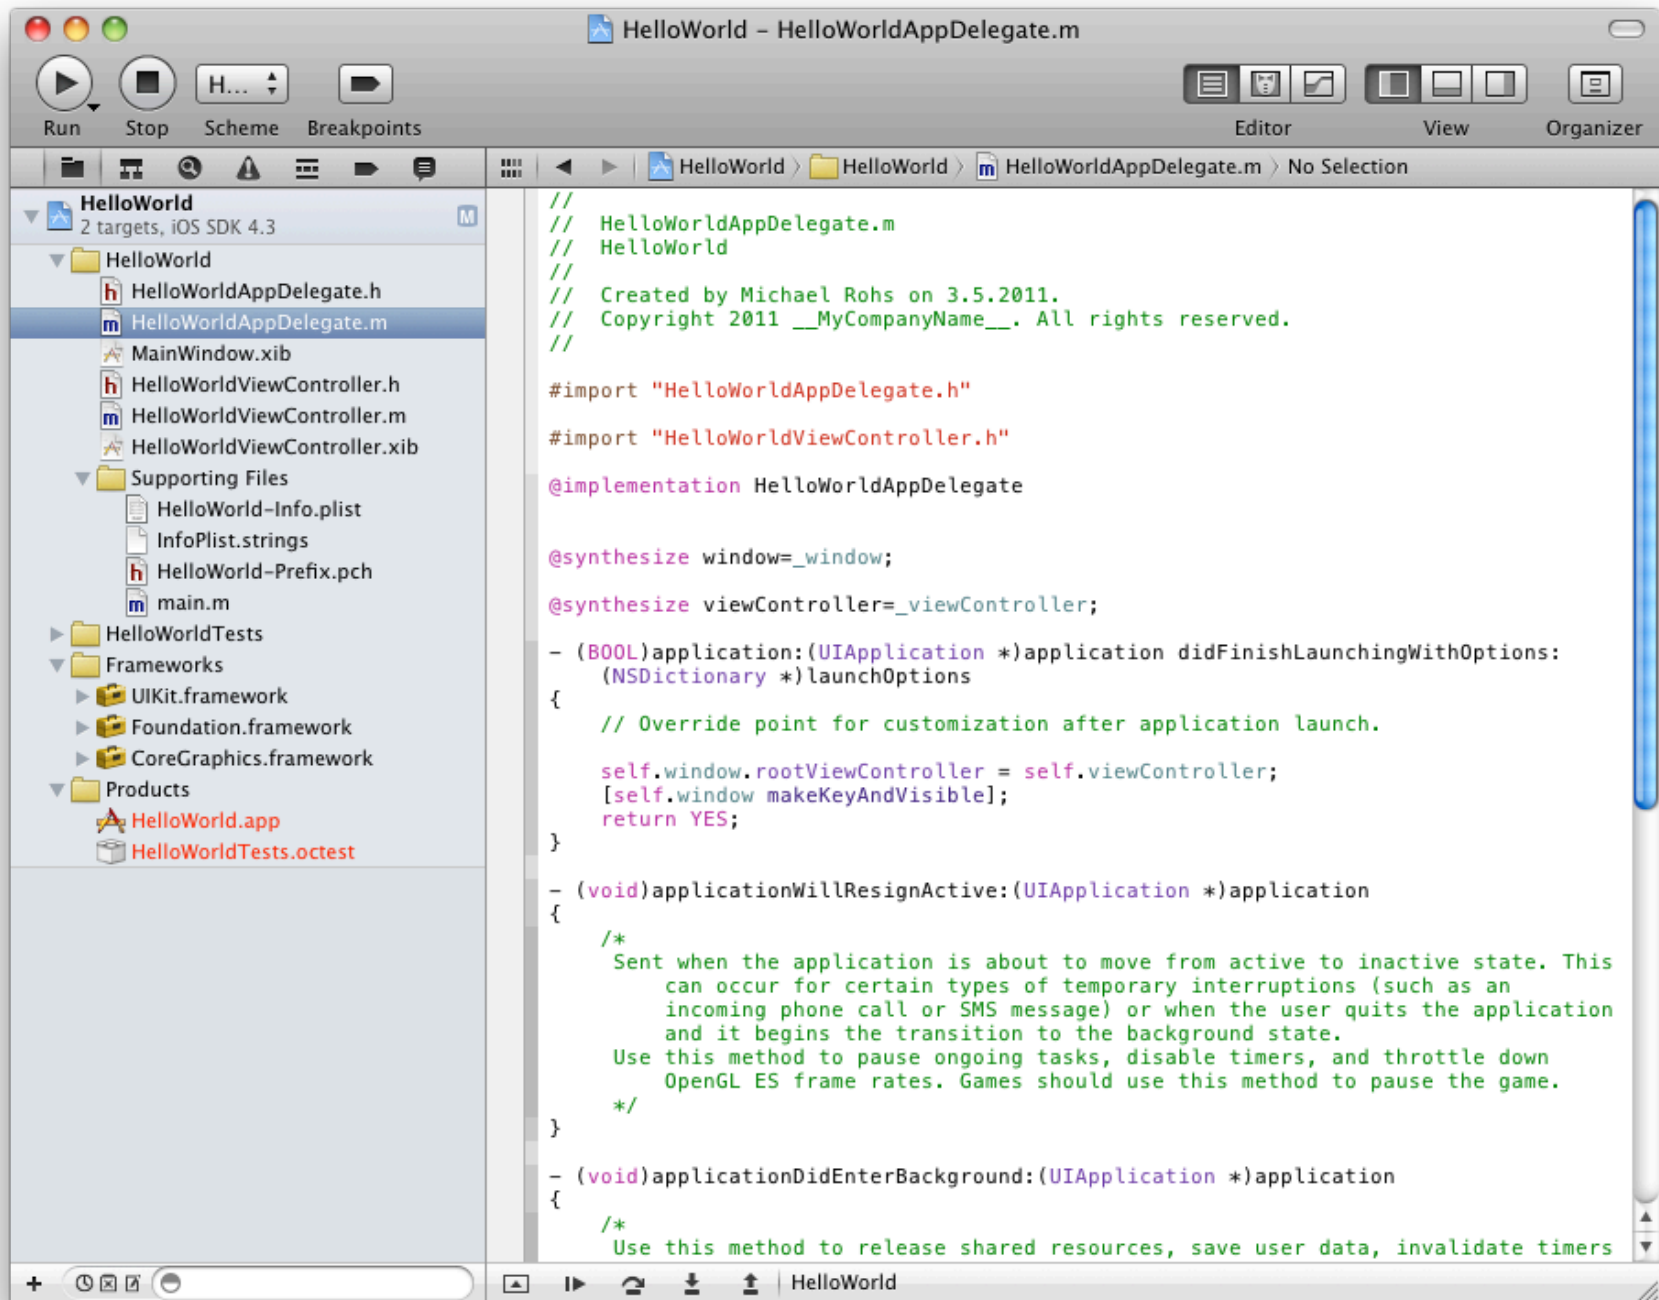 HelloWorld – HelloWorldAppDelegate.m
H...
Run
Stop
Scheme
Breakpoints
Editor
View
Organizer
HelloWorld
HelloWorld
m HelloWorldAppDelegate.m
No Selection
HelloWorld
2 targets, iOS SDK 4.3
M
HelloWorld
h HelloWorldAppDelegate.h
m HelloWorldAppDelegate.m
MainWindow.xib
h HelloWorldViewController.h
m HelloWorldViewController.m
HelloWorldViewController.xib
Supporting Files
HelloWorld-Info.plist
InfoPlist.strings
h HelloWorld-Prefix.pch
m main.m
HelloWorldTests
Frameworks
UIKit.framework
Foundation.framework
CoreGraphics.framework
Products
HelloWorld.app
HelloWorldTests.octest
//
//  HelloWorldAppDelegate.m
//  HelloWorld
//
//  Created by Michael Rohs on 3.5.2011.
//  Copyright 2011 __MyCompanyName__. All rights reserved.
//
#import "HelloWorldAppDelegate.h"
#import "HelloWorldViewController.h"
@implementation HelloWorldAppDelegate
@synthesize window=_window;
@synthesize viewController=_viewController;
- (BOOL)application:(UIApplication *)application didFinishLaunchingWithOptions:
(NSDictionary *)launchOptions
{
// Override point for customization after application launch.
self.window.rootViewController = self.viewController;
[self.window makeKeyAndVisible];
return YES;
}
- (void)applicationWillResignActive:(UIApplication *)application
{
/*
Sent when the application is about to move from active to inactive state. This
can occur for certain types of temporary interruptions (such as an
incoming phone call or SMS message) or when the user quits the application
and it begins the transition to the background state.
Use this method to pause ongoing tasks, disable timers, and throttle down
OpenGL ES frame rates. Games should use this method to pause the game.
*/
}
- (void)applicationDidEnterBackground:(UIApplication *)application
{
/*
Use this method to release shared resources, save user data, invalidate timers
HelloWorld